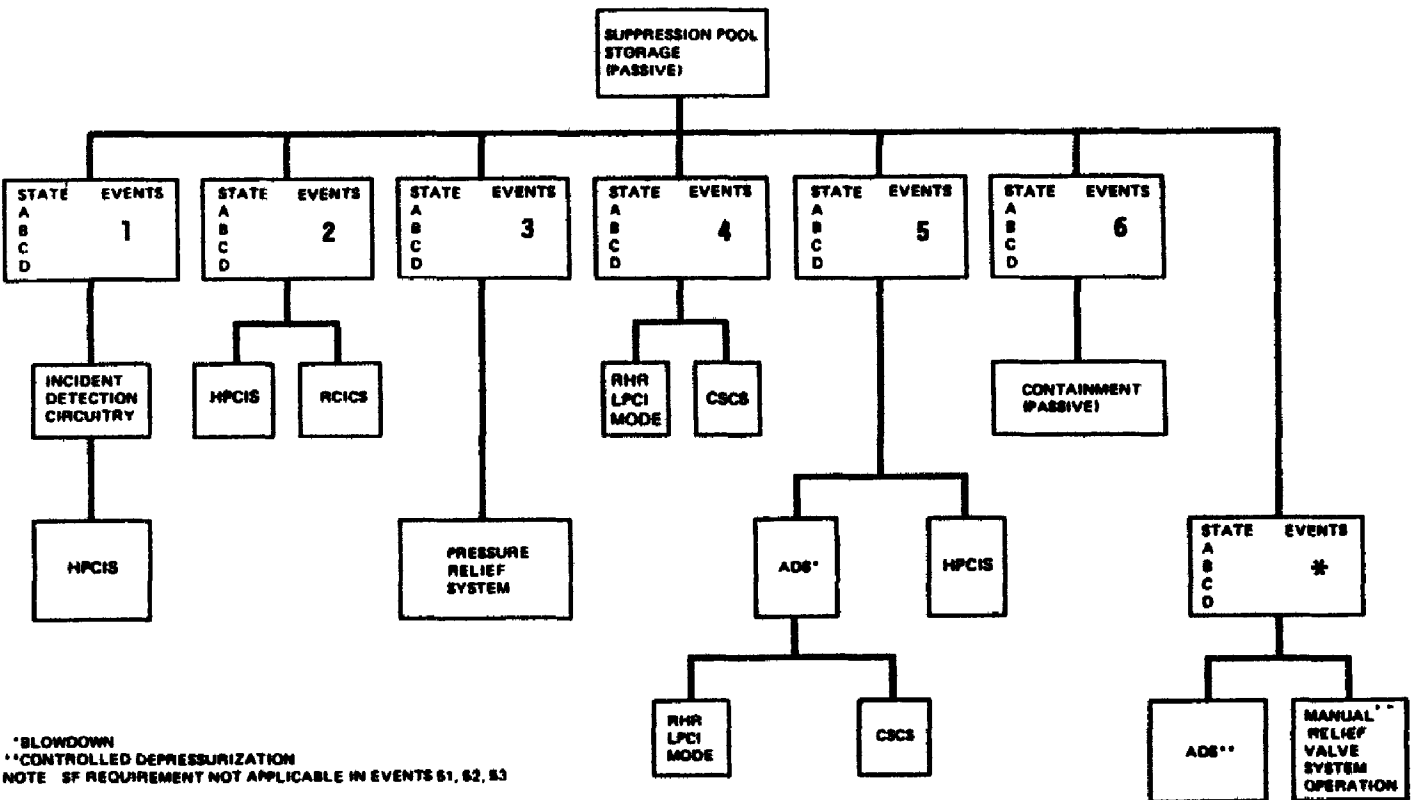 SUPPRESSION POOL
STORAGE
(PASSIVE)
STATE EVENTS
A
B
C
D
1
STATE EVENTS
A
B
C
D
2
STATE EVENTS
A
B
C
D
3
STATE EVENTS
A
B
C
D
4
STATE EVENTS
A
B
C
D
5
STATE EVENTS
A
B
C
D
6
INCIDENT
DETECTION
CIRCUITRY
HPCIS
RCICS
RHR
LPCI
MODE
CSCS
CONTAINMENT
(PASSIVE)
HPCIS
PRESSURE
RELIEF
SYSTEM
ADS*
HPCIS
STATE EVENTS
A
B
C
D
*
RHR
LPCI
MODE
CSCS
ADS**
MANUAL**
RELIEF
VALVE
SYSTEM
OPERATION
*BLOWDOWN
**CONTROLLED DEPRESSURIZATION
NOTE SF REQUIREMENT NOT APPLICABLE IN EVENTS